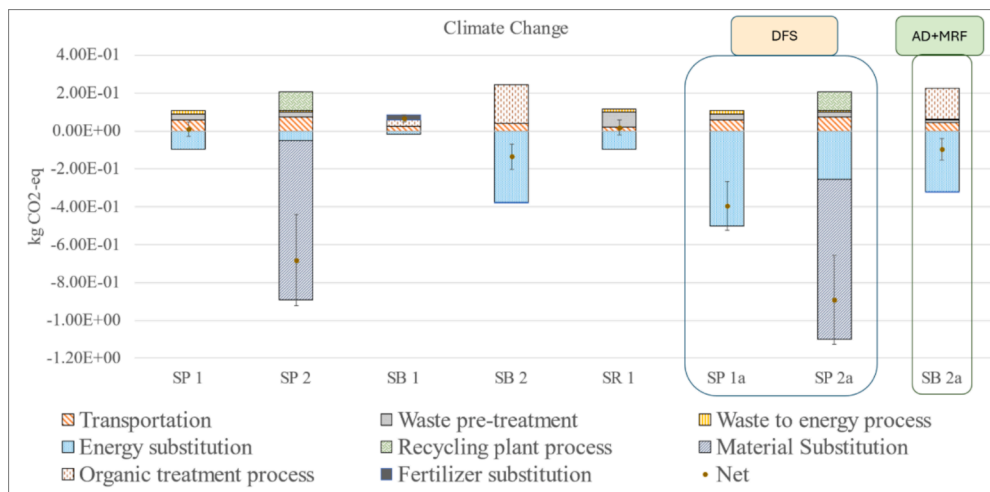 Climate Change
DFS
AD+MRF
4.00E-01
2.00E-01
0.00E+00
-2.00E-01
-4.00E-01
-6.00E-01
-8.00E-01
-1.00E+00
-1.20E+00
kg CO2-eq
SP 1 SP 2 SB 1 SB 2 SR 1 SP 1a SP 2a SB 2a
Transportation Waste pre-treatment Waste to energy process
Energy substitution Recycling plant process Material Substitution
Organic treatment process Fertilizer substitution Net